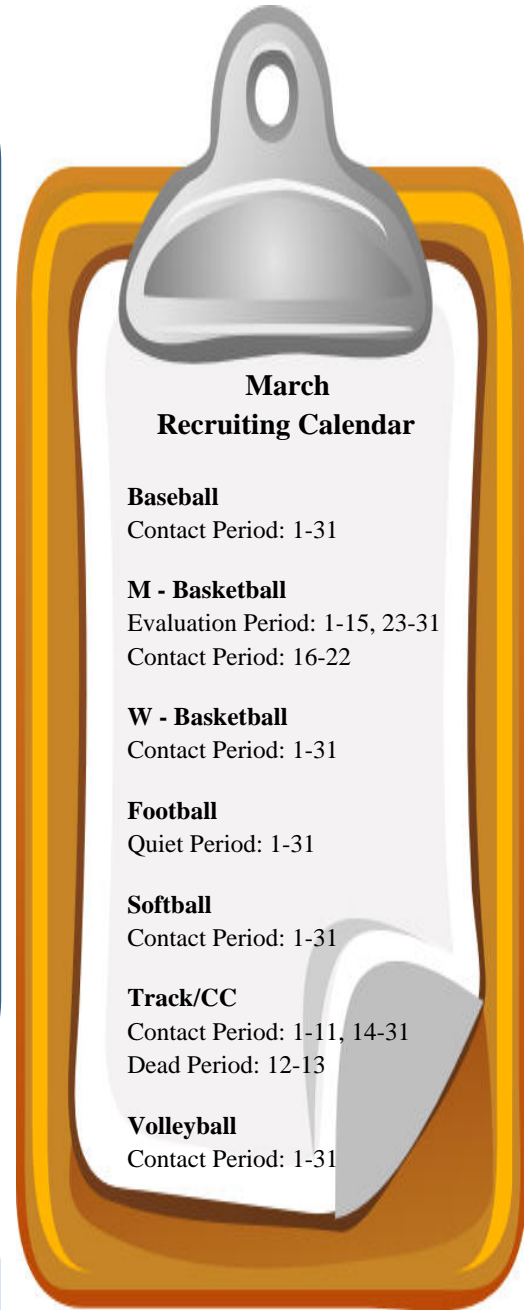 March
Recruiting Calendar
Baseball
Contact Period: 1-31
M - Basketball
Evaluation Period: 1-15, 23-31
Contact Period: 16-22
W - Basketball
Contact Period: 1-31
Football
Quiet Period: 1-31
Softball
Contact Period: 1-31
Track/CC
Contact Period: 1-11, 14-31
Dead Period: 12-13
Volleyball
Contact Period: 1-31